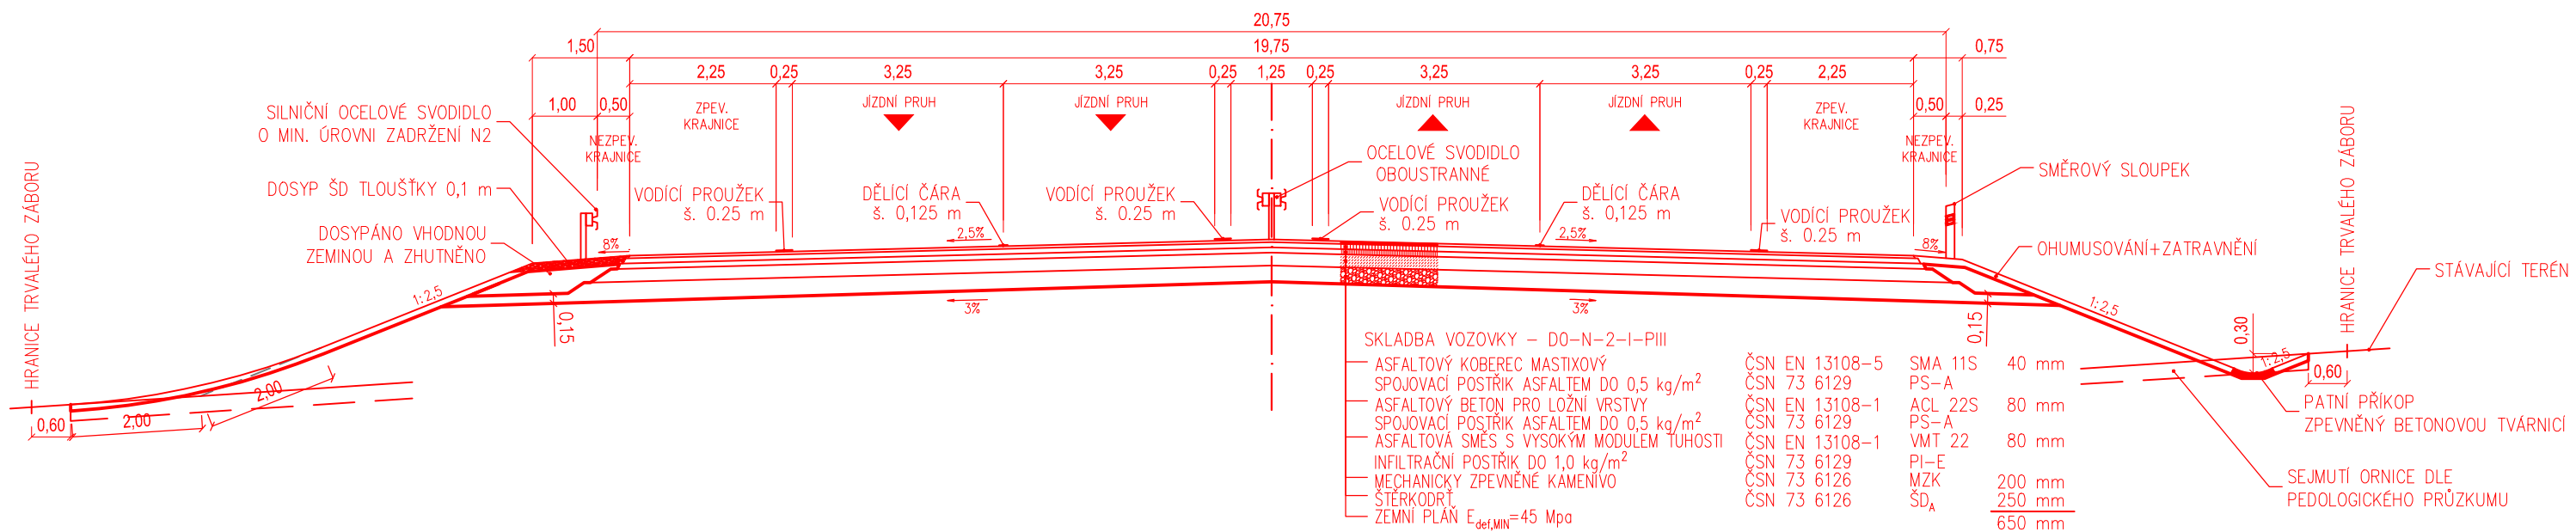 20,75
1,50
19,75
0,75
2,25
0,25
3,25
3,25
0,25
1,25
0,25
3,25
3,25
0,25
2,25
1,00
0,50
0,50
0,25
ZPEV.
KRAJNICE
JÍZDNÍ PRUH
JÍZDNÍ PRUH
JÍZDNÍ PRUH
JÍZDNÍ PRUH
ZPEV.
KRAJNICE
NEZPEV.
KRAJNICE
NEZPEV.
KRAJNICE
SILNIČNÍ OCELOVÉ SVODIDLO
O MIN. ÚROVNI ZADRŽENÍ N2
DOSYP ŠD TLOUŠŤKY 0,1 m
DOSYPÁNO VHODNOU
ZEMINOU A ZHUTNĚNO
HRANICE TRVALÉHO ZÁBORU
VODÍCÍ PROUŽEK
š. 0.25 m
DĚLÍCÍ ČÁRA
š. 0,125 m
VODÍCÍ PROUŽEK
š. 0.25 m
OCELOVÉ SVODIDLO
OBOUSTRANNÉ
VODÍCÍ PROUŽEK
š. 0.25 m
DĚLÍCÍ ČÁRA
š. 0,125 m
VODÍCÍ PROUŽEK
š. 0.25 m
SMĚROVÝ SLOUPEK
OHUMUSOVÁNÍ+ZATRAVNĚNÍ
STÁVAJÍCÍ TERÉN
HRANICE TRVALÉHO ZÁBORU
8%
2,5%
2,5%
8%
3%
3%
1:2,5
0,15
0,15
1:2,5
0,30
1:2,5
0,60
2,00
2,00
0,60
PATNÍ PŘÍKOP
ZPEVNĚNÝ BETONOVOU TVÁRNICÍ
SEJMUTÍ ORNICE DLE
PEDOLOGICKÉHO PRŮZKUMU
SKLADBA VOZOVKY – D0–N–2–I–PIII
ASFALTOVÝ KOBEREC MASTIXOVÝ ČSN EN 13108–5 SMA 11S 40 mm
SPOJOVACÍ POSTŘIK ASFALTEM DO 0,5 kg/m² ČSN 73 6129 PS–A
ASFALTOVÝ BETON PRO LOŽNÍ VRSTVY ČSN EN 13108–1 ACL 22S 80 mm
SPOJOVACÍ POSTŘIK ASFALTEM DO 0,5 kg/m² ČSN 73 6129 PS–A
ASFALTOVÁ SMĚS S VYSOKÝM MODULEM TUHOSTI ČSN EN 13108–1 VMT 22 80 mm
INFILTRAČNÍ POSTŘIK DO 1,0 kg/m² ČSN 73 6129 PI–E
MECHANICKY ZPEVNĚNÉ KAMENIVO ČSN 73 6126 MZK 200 mm
ŠTĚRKODRŤ ČSN 73 6126 ŠDA 250 mm
ZEMNÍ PLÁŇ Edef,MIN=45 Mpa 650 mm